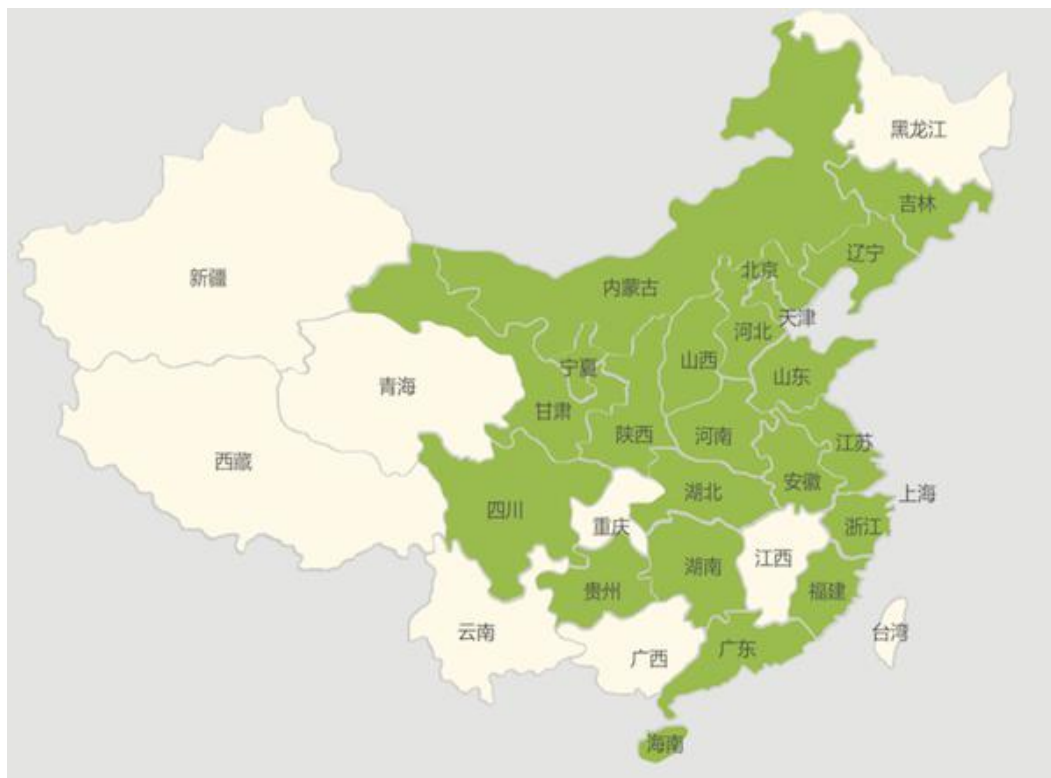 黑龙江
吉林
辽宁
北京
新疆
内蒙古
天津
河北
山西
宁夏
山东
青海
甘肃
陕西
河南
江苏
西藏
安徽
湖北
上海
四川
重庆
浙江
江西
湖南
贵州
福建
云南
台湾
广东
广西
海南